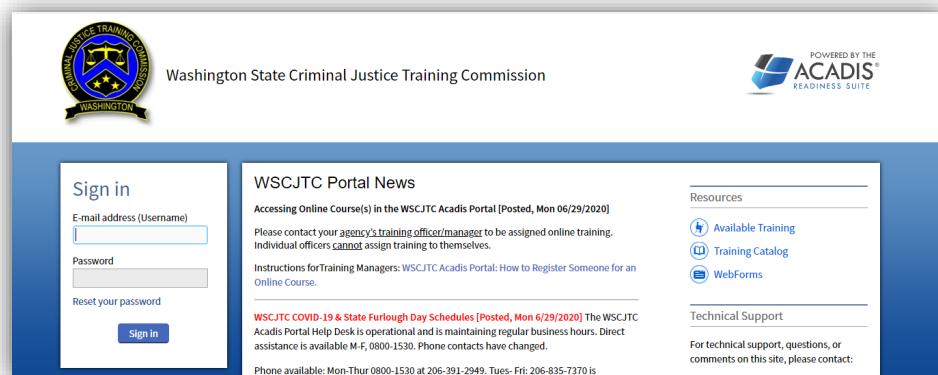 CRIMINAL JUSTICE TRAINING COMMISSION
WASHINGTON
Washington State Criminal Justice Training Commission
POWERED BY THE
ACADIS®
READINESS SUITE
Sign in
E-mail address (Username)
Password
Reset your password
Sign in
WSCJTC Portal News
Accessing Online Course(s) in the WSCJTC Acadis Portal [Posted, Mon 06/29/2020]
Please contact your agency's training officer/manager to be assigned online training.
Individual officers cannot assign training to themselves.
Instructions forTraining Managers: WSCJTC Acadis Portal: How to Register Someone for an
Online Course.
WSCJTC COVID-19 & State Furlough Day Schedules [Posted, Mon 6/29/2020] The WSCJTC
Acadis Portal Help Desk is operational and is maintaining regular business hours. Direct
assistance is available M-F, 0800-1530. Phone contacts have changed.
Phone available: Mon-Thur 0800-1530 at 206-391-2949. Tues- Fri: 206-835-7370 is
Resources
Available Training
Training Catalog
WebForms
Technical Support
For technical support, questions, or
comments on this site, please contact: